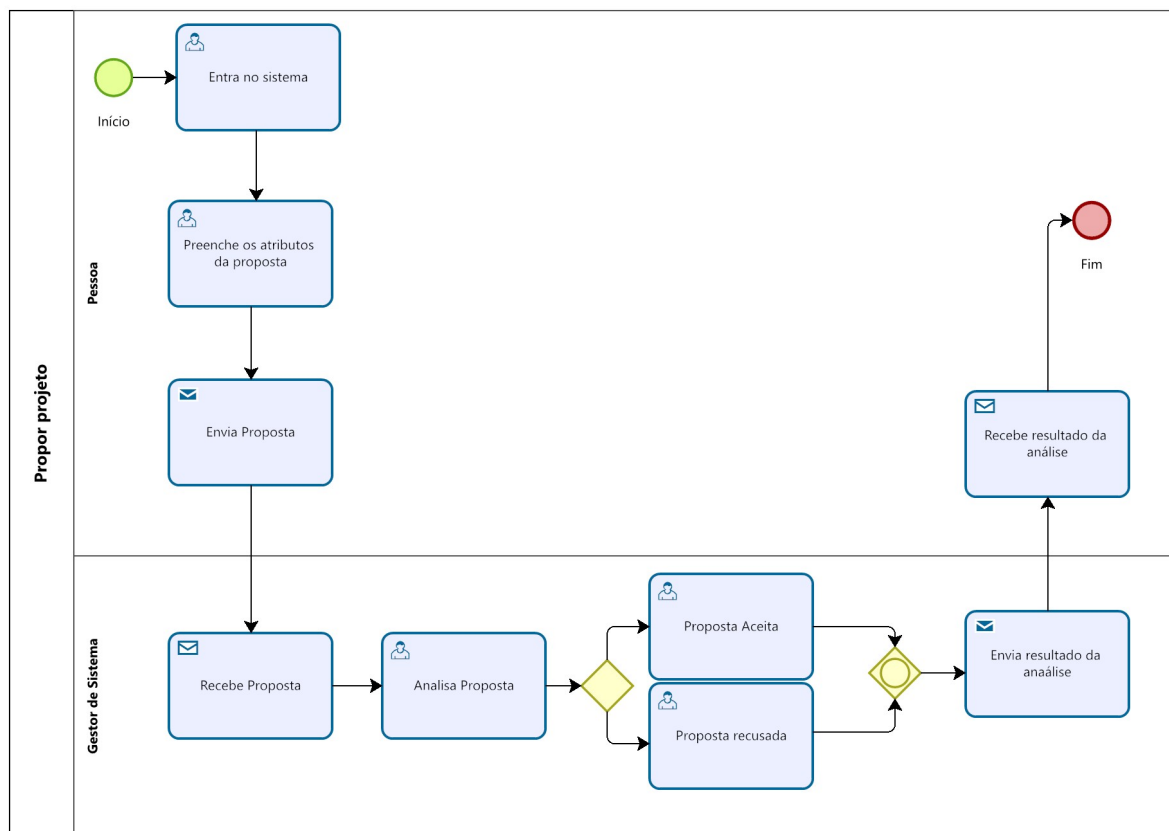 Propor projeto
Pessoa
Início
Entra no sistema
Preenche os atributos
da proposta
Envia Proposta
Fim
Recebe resultado da
análise
Gestor de Sistema
Recebe Proposta
Analisa Proposta
Proposta Aceita
Proposta recusada
Envia resultado da
anaálise